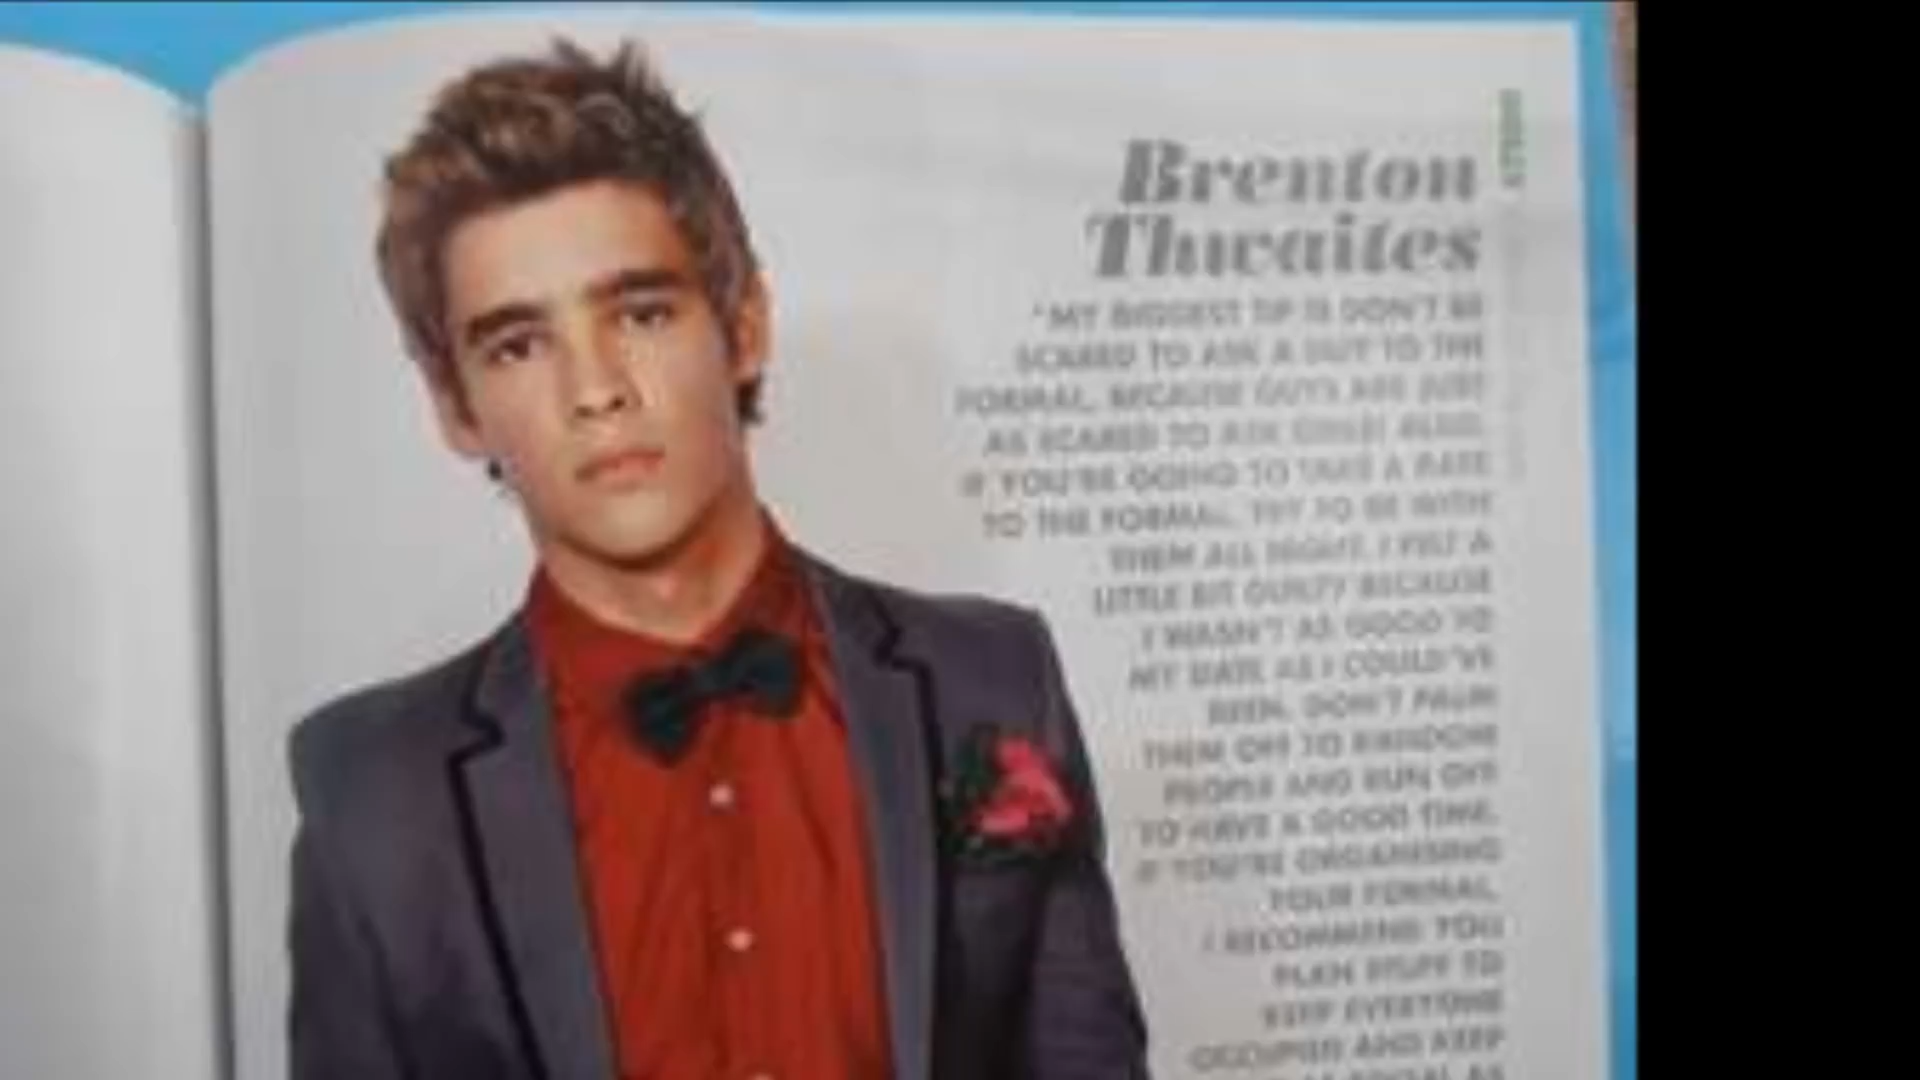 Brenton
Thwaites
"MY BIGGEST TIP IS DON'T BE
SCARED TO ASK A GUY TO THE
FORMAL, BECAUSE GUYS ARE JUST
AS SCARED TO ASK GIRLS! ALSO,
IF YOU'RE GOING TO TAKE A DATE
TO THE FORMAL, TRY TO BE WITH
THEM ALL NIGHT. I FELT A
LITTLE BIT GUILTY BECAUSE
I WASN'T AS GOOD TO
MY DATE AS I COULD'VE
BEEN. DON'T PALM
THEM OFF TO RANDOM
PEOPLE AND RUN OFF
TO HAVE A GOOD TIME.
IF YOU'RE ORGANISING
YOUR FORMAL,
I RECOMMEND YOU
PLAN STUFF TO
KEEP EVERYONE
OCCUPIED AND KEEP
AS SOCIAL AS